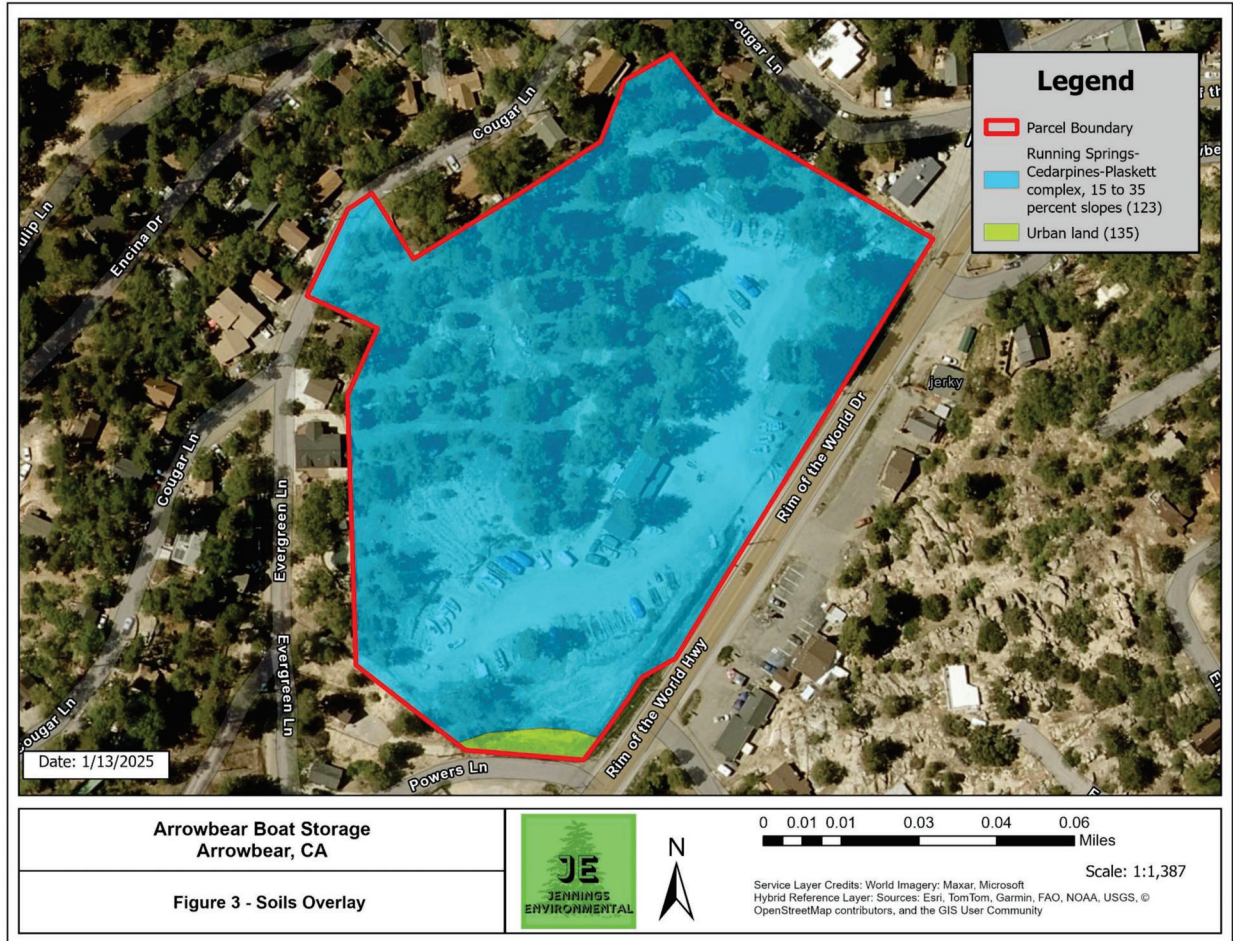 Cougar Ln
Cougar Ln
Legend
Parcel Boundary
Running Springs-
Cedarpines-Plaskett
complex, 15 to 35
percent slopes (123)
Urban land (135)
Encina Dr
jerky
Rim of the World Dr
Cougar Ln
Evergreen Ln
Evergreen Ln
Rim of the World Hwy
Cougar Ln
Powers Ln
Date: 1/13/2025
Arrowbear Boat Storage
Arrowbear, CA
Figure 3 - Soils Overlay
JE
JENNINGS
ENVIRONMENTAL
N
0 0.01 0.01 0.03 0.04 0.06
Miles
Scale: 1:1,387
Service Layer Credits: World Imagery: Maxar, Microsoft
Hybrid Reference Layer: Sources: Esri, TomTom, Garmin, FAO, NOAA, USGS, ©
OpenStreetMap contributors, and the GIS User Community